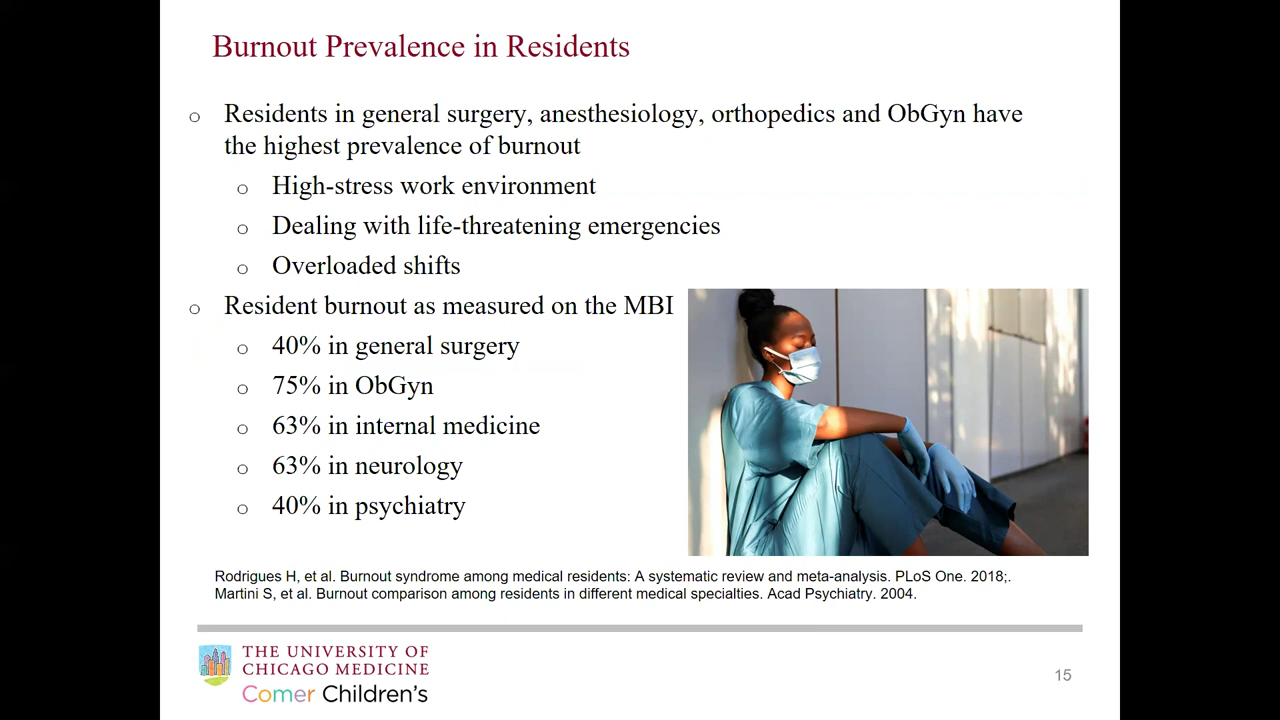 Burnout Prevalence in Residents
o Residents in general surgery, anesthesiology, orthopedics and ObGyn have
the highest prevalence of burnout
o High-stress work environment
o Dealing with life-threatening emergencies
o Overloaded shifts
o Resident burnout as measured on the MBI
o 40% in general surgery
o 75% in ObGyn
o 63% in internal medicine
o 63% in neurology
o 40% in psychiatry
Rodrigues H, et al. Burnout syndrome among medical residents: A systematic review and meta-analysis. PLoS One. 2018;.
Martini S, et al. Burnout comparison among residents in different medical specialties. Acad Psychiatry. 2004.
THE UNIVERSITY OF
CHICAGO MEDICINE
Comer Children's
15